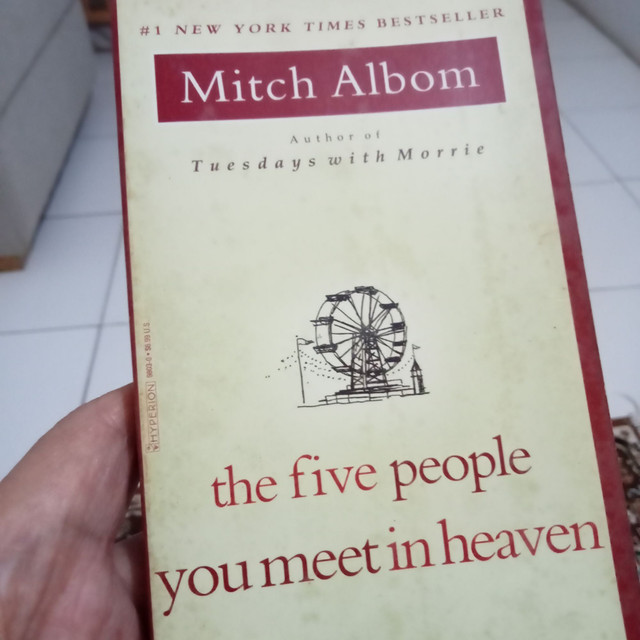 #1 NEW YORK TIMES BESTSELLER
Mitch Albom
Author of
Tuesdays with Morrie
the five people
you meet in heaven
HYPERION